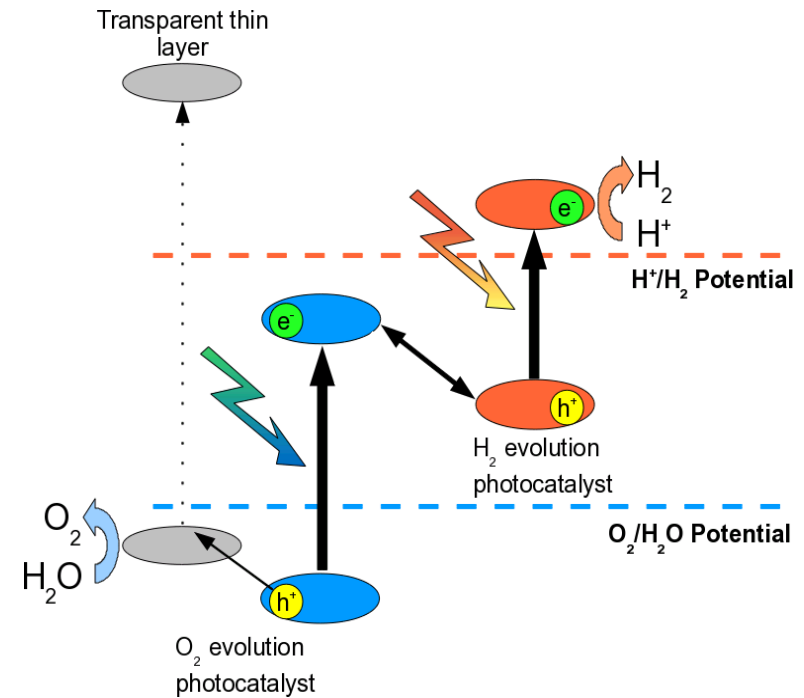 Transparent thin
layer
e⁻
H₂
H⁺
H⁺/H₂ Potential
e⁻
h⁺
H₂ evolution
photocatalyst
O₂
H₂O
O₂/H₂O Potential
h⁺
O₂ evolution
photocatalyst